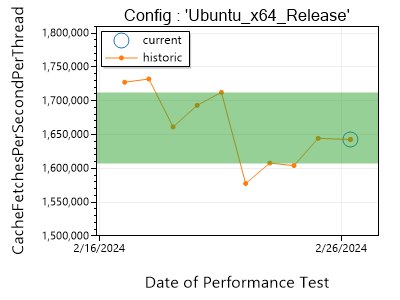 Config : 'Ubuntu_x64_Release'
CacheFetchesPerSecondPerThread
1,800,000
1,750,000
1,700,000
1,650,000
1,600,000
1,550,000
1,500,000
current
historic
2/16/2024
2/26/2024
Date of Performance Test